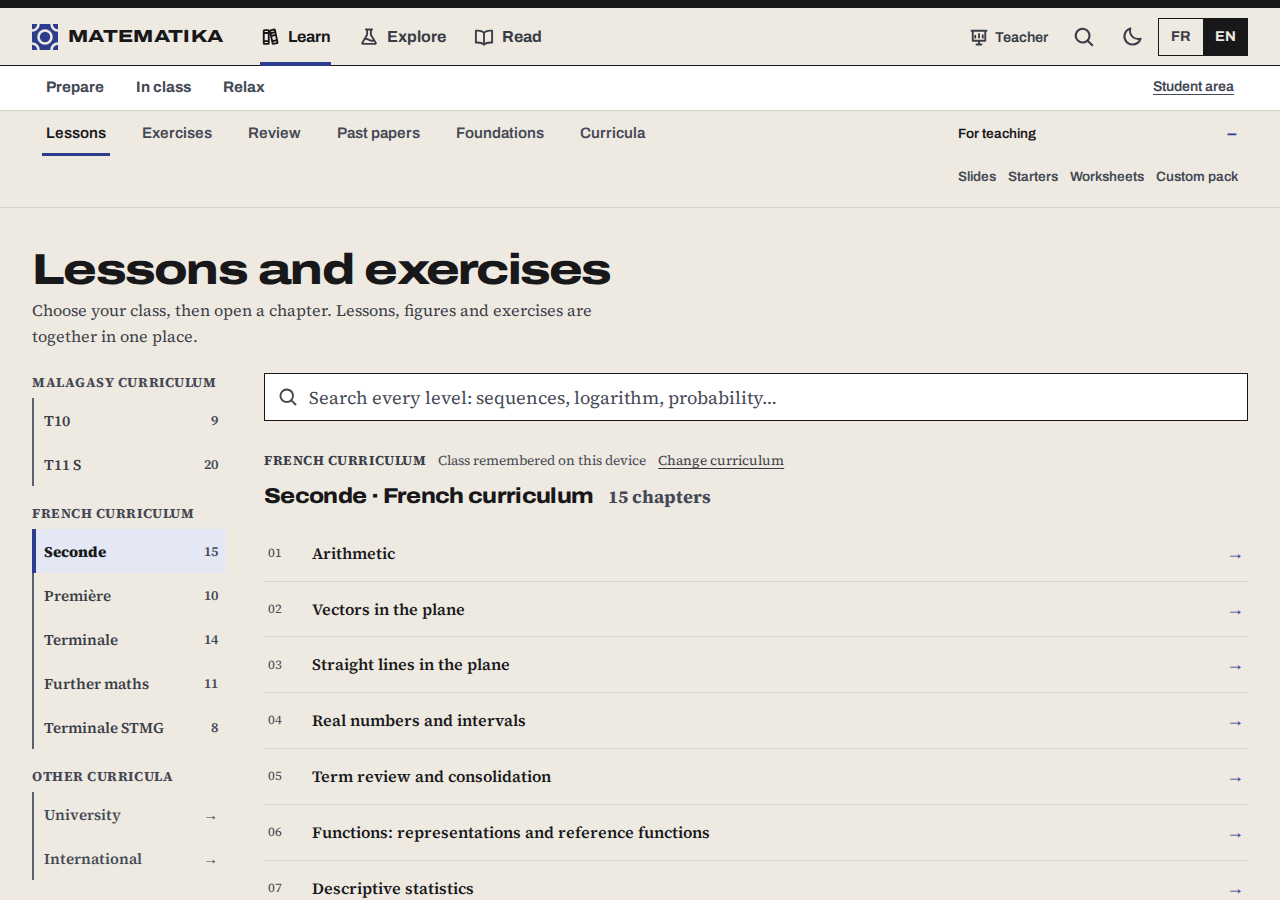 MATEMATIKA
Learn
Explore
Read
Teacher
FR
EN
Prepare
In class
Relax
Student area
Lessons
Exercises
Review
Past papers
Foundations
Curricula
For teaching
–
Slides
Starters
Worksheets
Custom pack
Lessons and exercises
Choose your class, then open a chapter. Lessons, figures and exercises are
together in one place.
MALAGASY CURRICULUM
T10 9
T11 S 20
FRENCH CURRICULUM
Seconde 15
Première 10
Terminale 14
Further maths 11
Terminale STMG 8
OTHER CURRICULA
University →
International →
Search every level: sequences, logarithm, probability...
FRENCH CURRICULUM Class remembered on this device Change curriculum
Seconde · French curriculum 15 chapters
01 Arithmetic →
02 Vectors in the plane →
03 Straight lines in the plane →
04 Real numbers and intervals →
05 Term review and consolidation →
06 Functions: representations and reference functions →
07 Descriptive statistics →